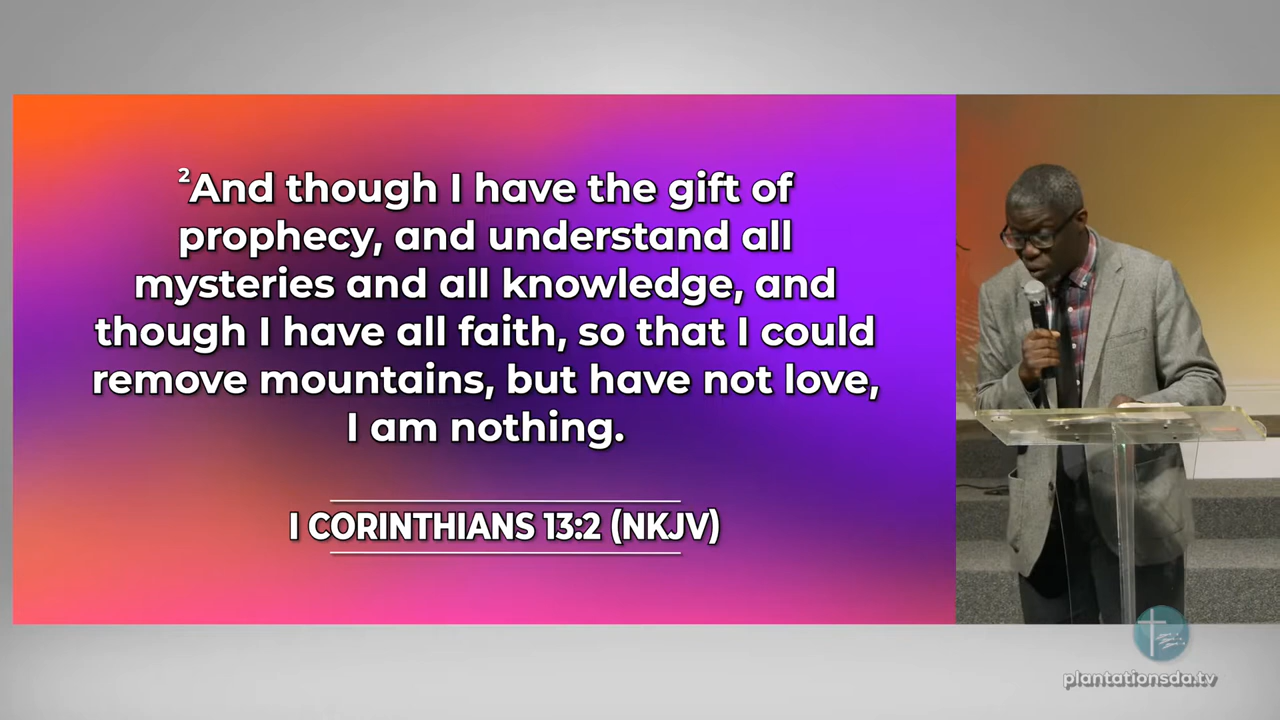 ²And though I have the gift of
prophecy, and understand all
mysteries and all knowledge, and
though I have all faith, so that I could
remove mountains, but have not love,
I am nothing.
I CORINTHIANS 13:2 (NKJV)
plantationsda.tv